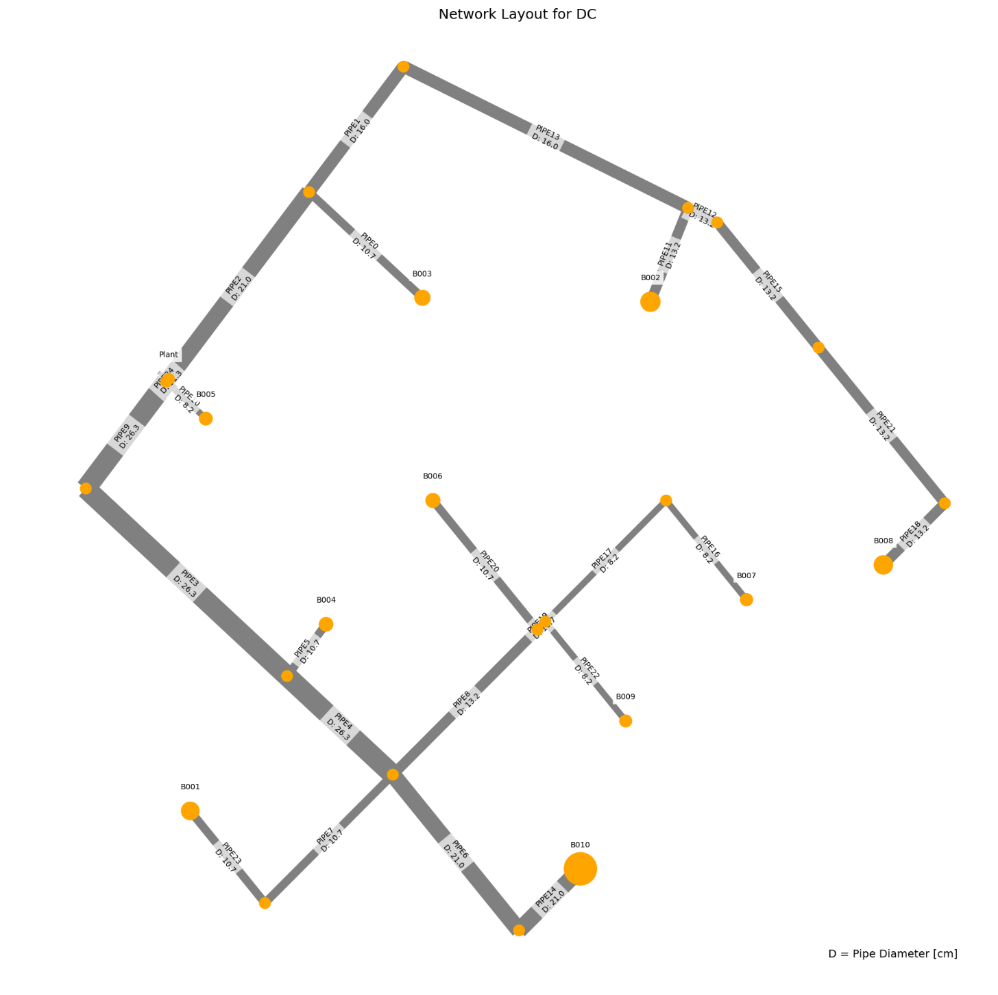 Network Layout for DC
PIPE1
D: 16.0
PIPE13
D: 16.0
PIPE12
D: 13.2
PIPE0
D: 10.7
B003
PIPE11
D: 13.2
B002
PIPE2
D: 21.0
PIPE15
D: 13.2
Plant
B005
D: 8.2
PIPE9
D: 26.3
PIPE21
D: 13.2
B006
PIPE18
D: 13.2
B008
PIPE20
D: 10.7
PIPE17
D: 8.2
PIPE16
D: 8.2
B007
PIPE3
D: 26.3
B004
PIPE5
D: 10.7
PIPE22
D: 8.2
B009
PIPE8
D: 13.2
PIPE4
D: 26.3
B001
PIPE23
D: 10.7
PIPE7
D: 10.7
PIPE6
D: 21.0
B010
PIPE14
D: 21.0
D = Pipe Diameter [cm]